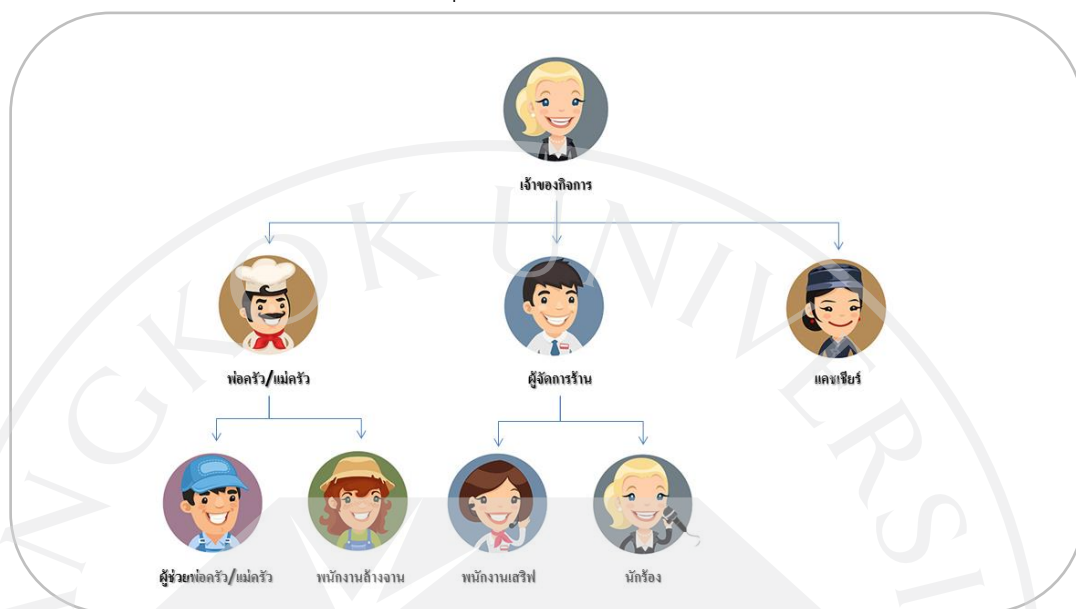 เจ้าของกิจการ
พ่อครัว/แม่ครัว ผู้จัดการร้าน แคชเชียร์
ผู้ช่วยพ่อครัว/แม่ครัว พนักงานล้างจาน พนักงานเสริฟ นักร้อง
NGKOK UNIVERSI